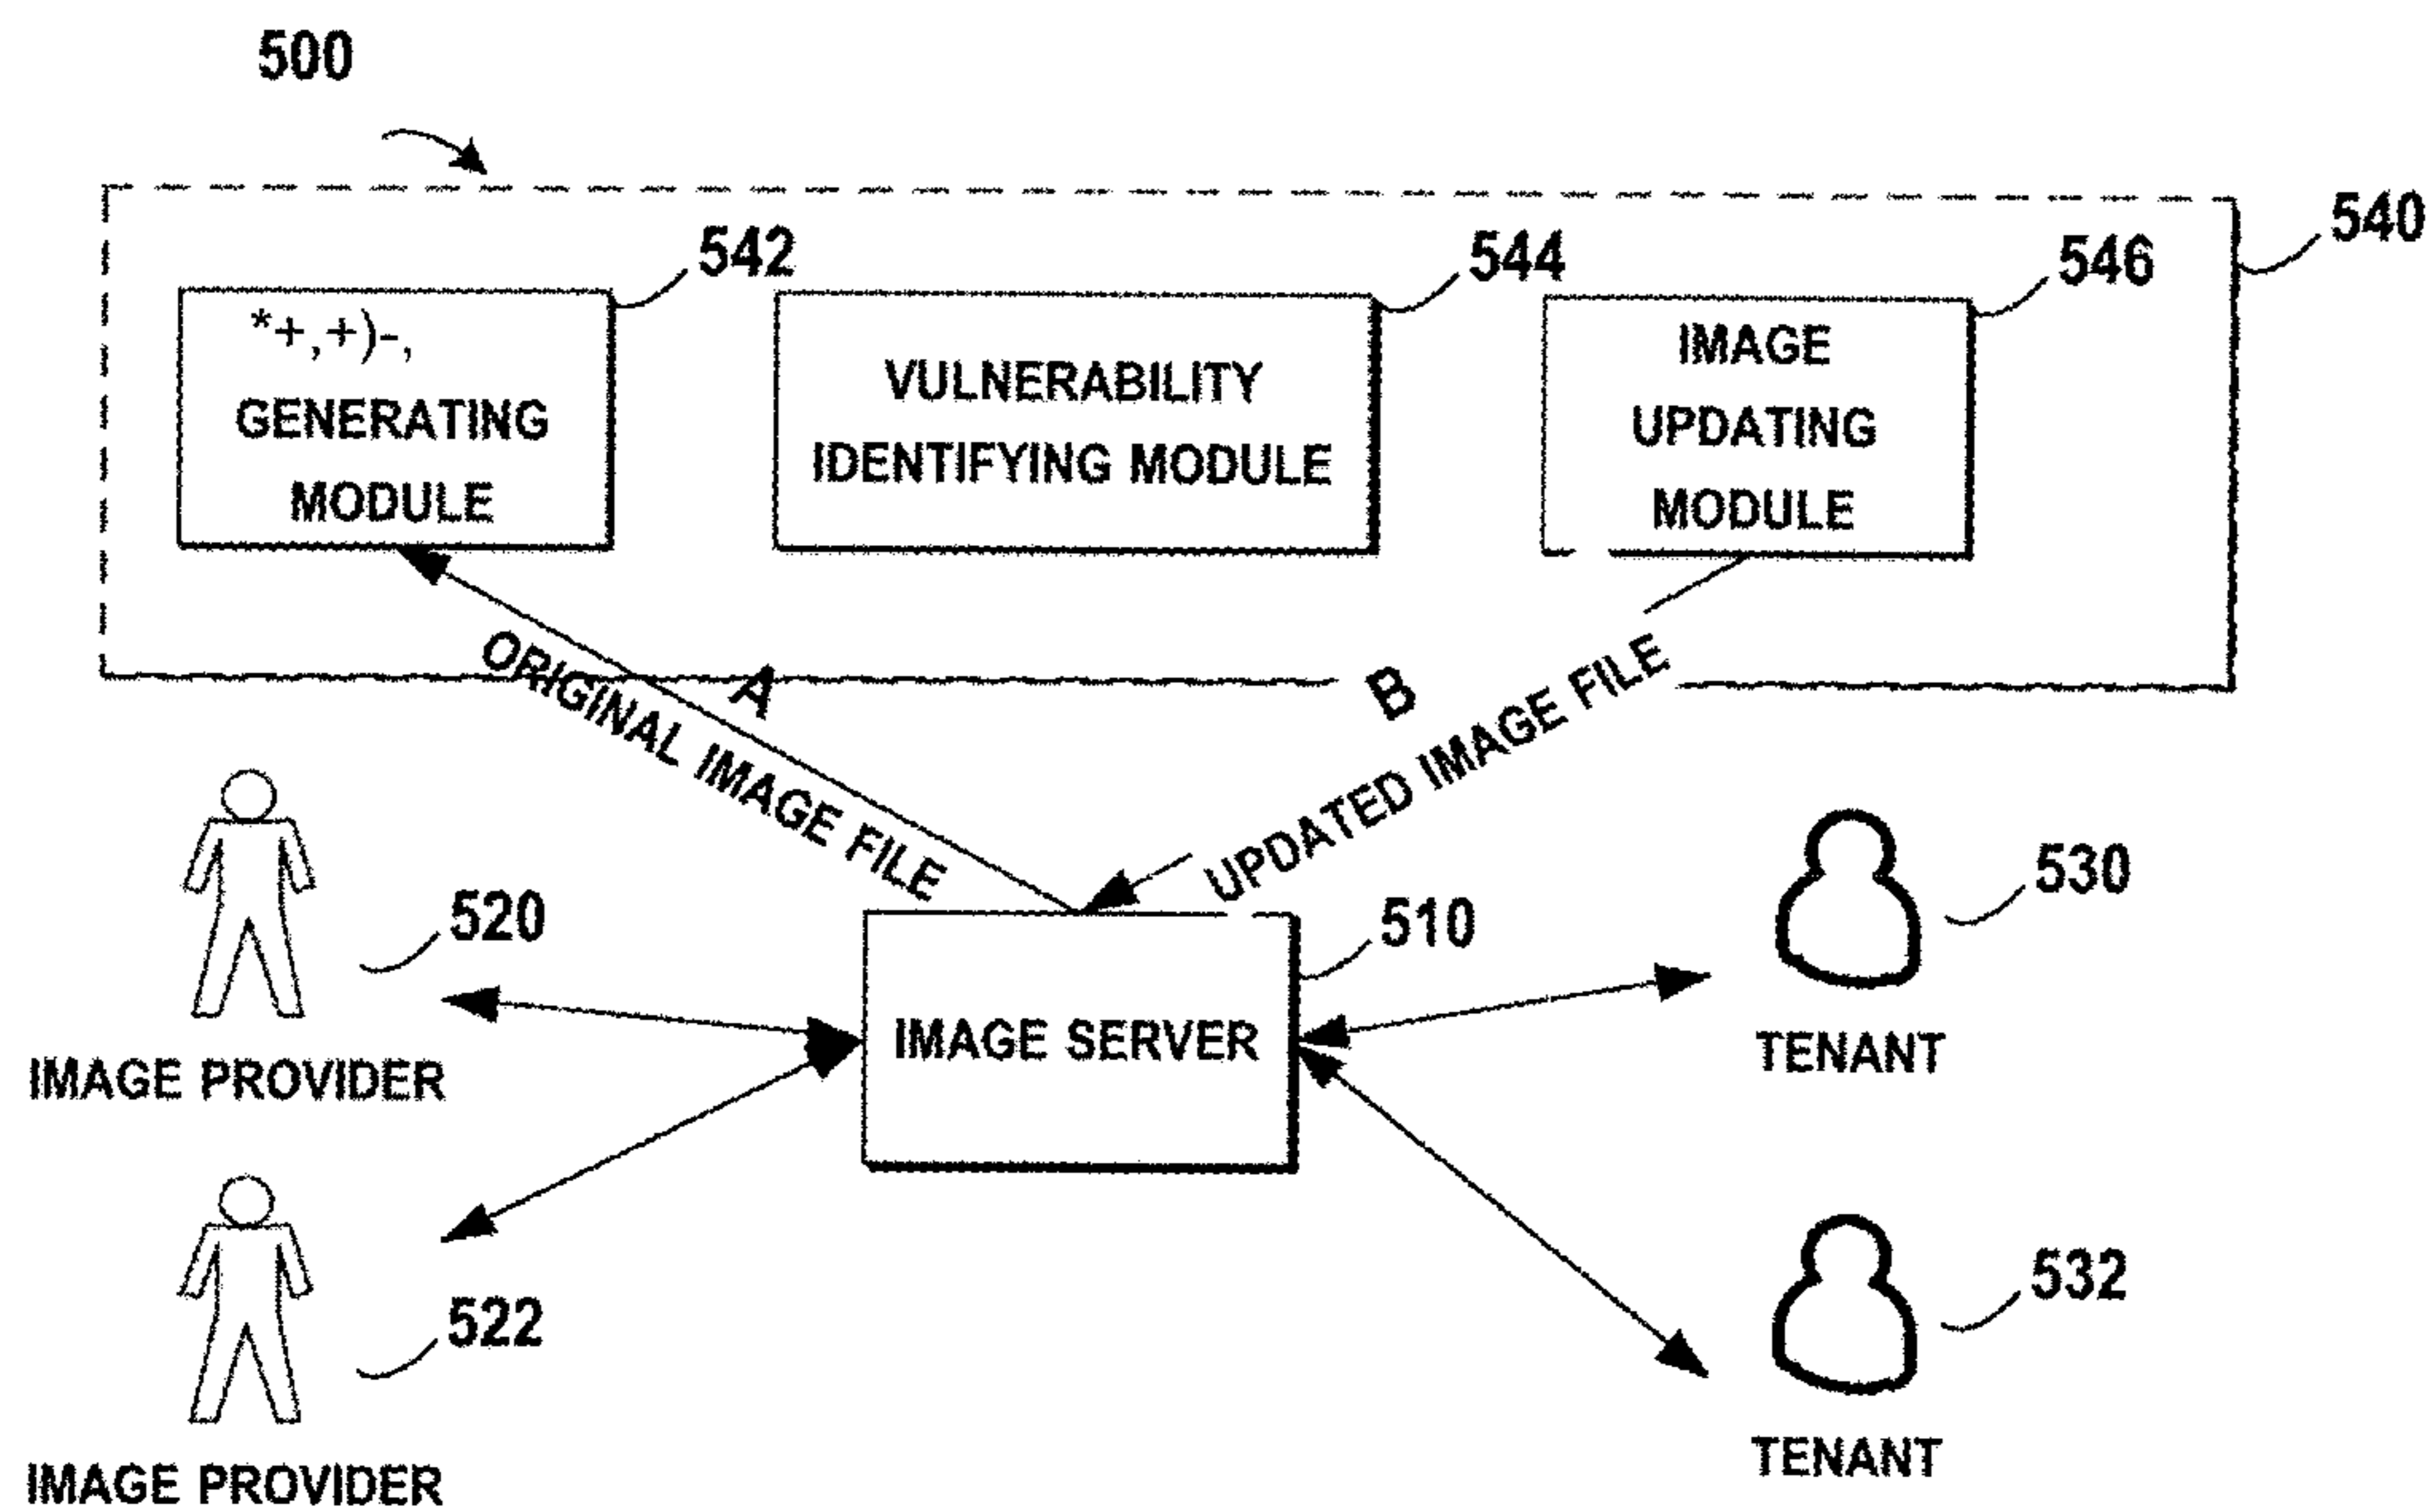 500
540
542
544
546
*+,+)-,
GENERATING
MODULE
VULNERABILITY
IDENTIFYING MODULE
IMAGE
UPDATING
MODULE
A
ORIGINAL IMAGE FILE
B
UPDATED IMAGE FILE
520
IMAGE PROVIDER
510
IMAGE SERVER
530
TENANT
522
IMAGE PROVIDER
532
TENANT